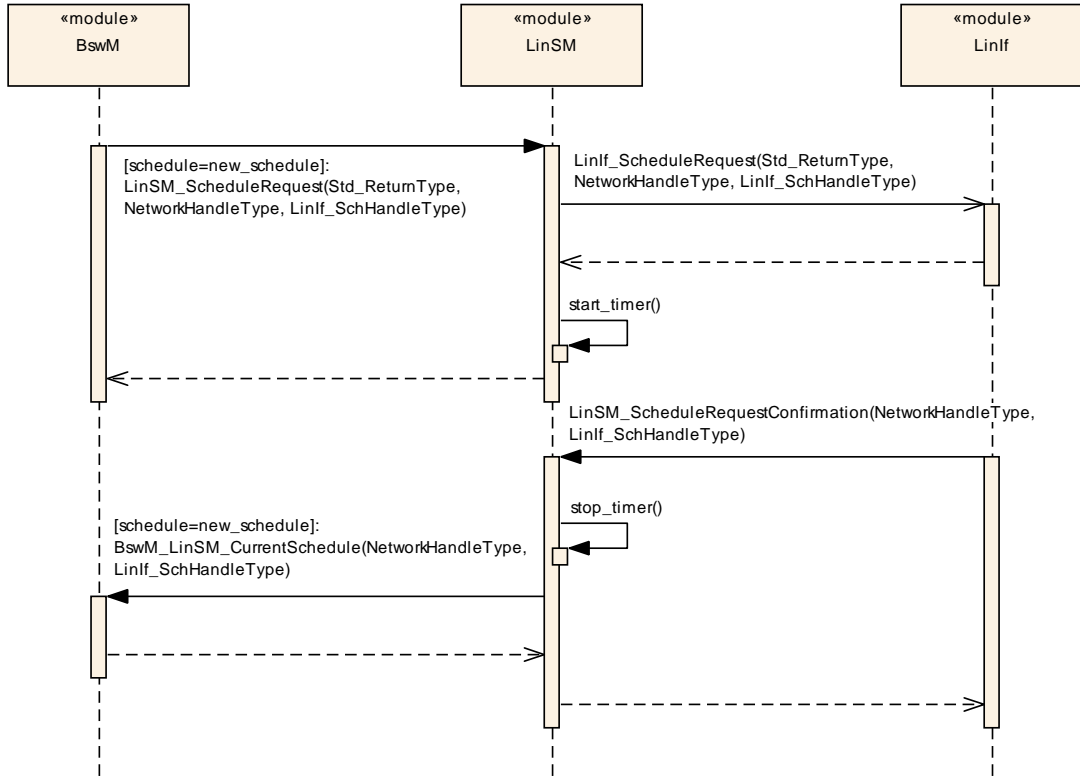 «module»
BswM
«module»
LinSM
«module»
LinIf
[schedule=new_schedule]:
LinSM_ScheduleRequest(Std_ReturnType,
NetworkHandleType, LinIf_SchHandleType)
LinIf_ScheduleRequest(Std_ReturnType,
NetworkHandleType, LinIf_SchHandleType)
start_timer()
LinSM_ScheduleRequestConfirmation(NetworkHandleType,
LinIf_SchHandleType)
stop_timer()
[schedule=new_schedule]:
BswM_LinSM_CurrentSchedule(NetworkHandleType,
LinIf_SchHandleType)